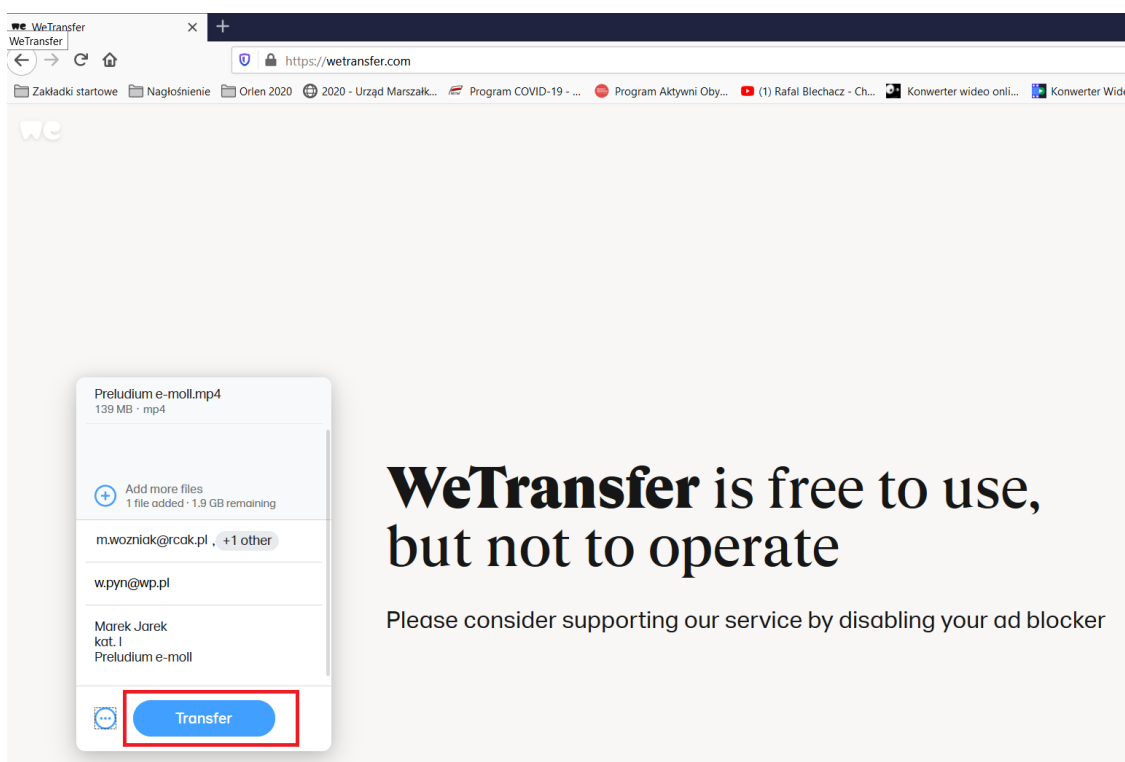 we WeTransfer
WeTransfer
https://wetransfer.com
Zakładki startowe Nagłośnienie Orlen 2020 2020 - Urząd Marszałk... Program COVID-19 - ... Program Aktywni Oby... (1) Rafal Blechacz - Ch... Konwerter wideo onli... Konwerter Wide
we
Preludium e-moll.mp4
139 MB · mp4
Add more files
1 file added · 1.9 GB remaining
m.wozniak@rcak.pl , +1 other
w.pyn@wp.pl
Marek Jarek
kat. I
Preludium e-moll
Transfer
WeTransfer is free to use,
but not to operate
Please consider supporting our service by disabling your ad blocker